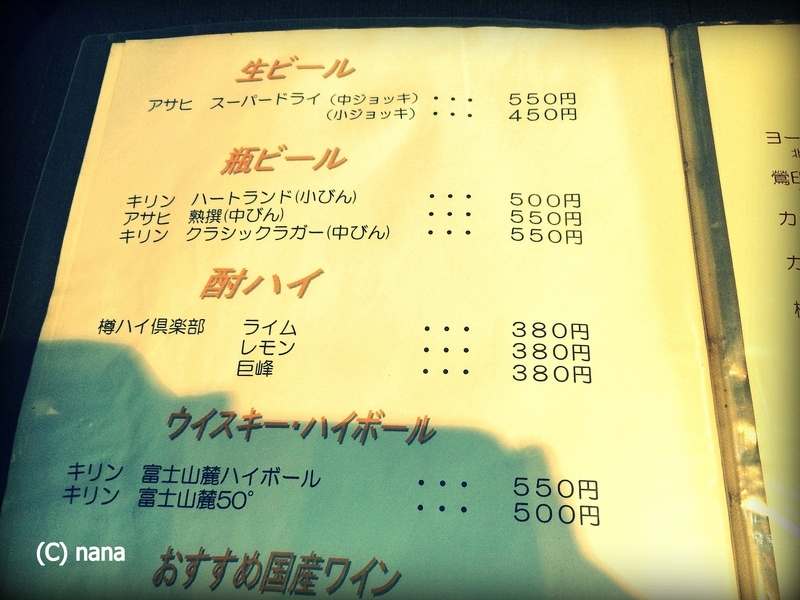 生ビール
アサヒ スーパードライ (中ジョッキ) ・・・ 550円
(小ジョッキ) ・・・ 450円
瓶ビール
キリン ハートランド(小びん) ・・・ 500円
アサヒ 熟撰(中びん) ・・・ 550円
キリン クラシックラガー(中びん) ・・・ 550円
酎ハイ
樽ハイ倶楽部 ライム ・・・ 380円
レモン ・・・ 380円
巨峰 ・・・ 380円
ウイスキー・ハイボール
キリン 富士山麓ハイボール ・・・ 550円
キリン 富士山麓50° ・・・ 500円
おすすめ国産ワイン
(C) nana
ヨー
北
鶯
カ
カ